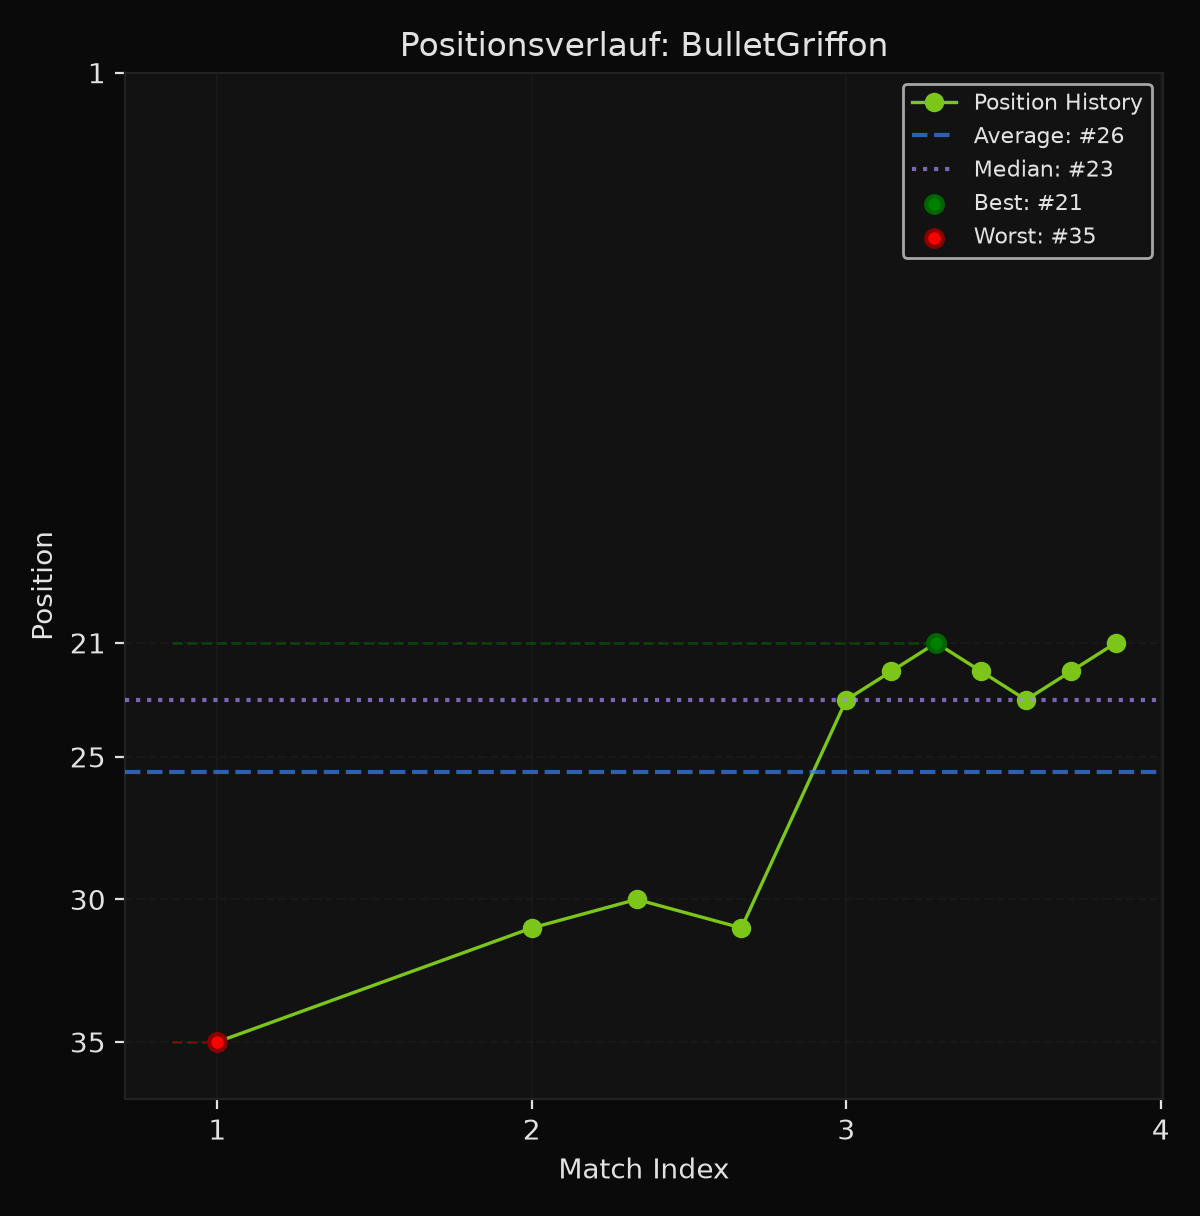 Positionsverlauf: BulletGriffon
Position History
Average: #26
Median: #23
Best: #21
Worst: #35
Position
1
21
25
30
35
1
2
3
4
Match Index